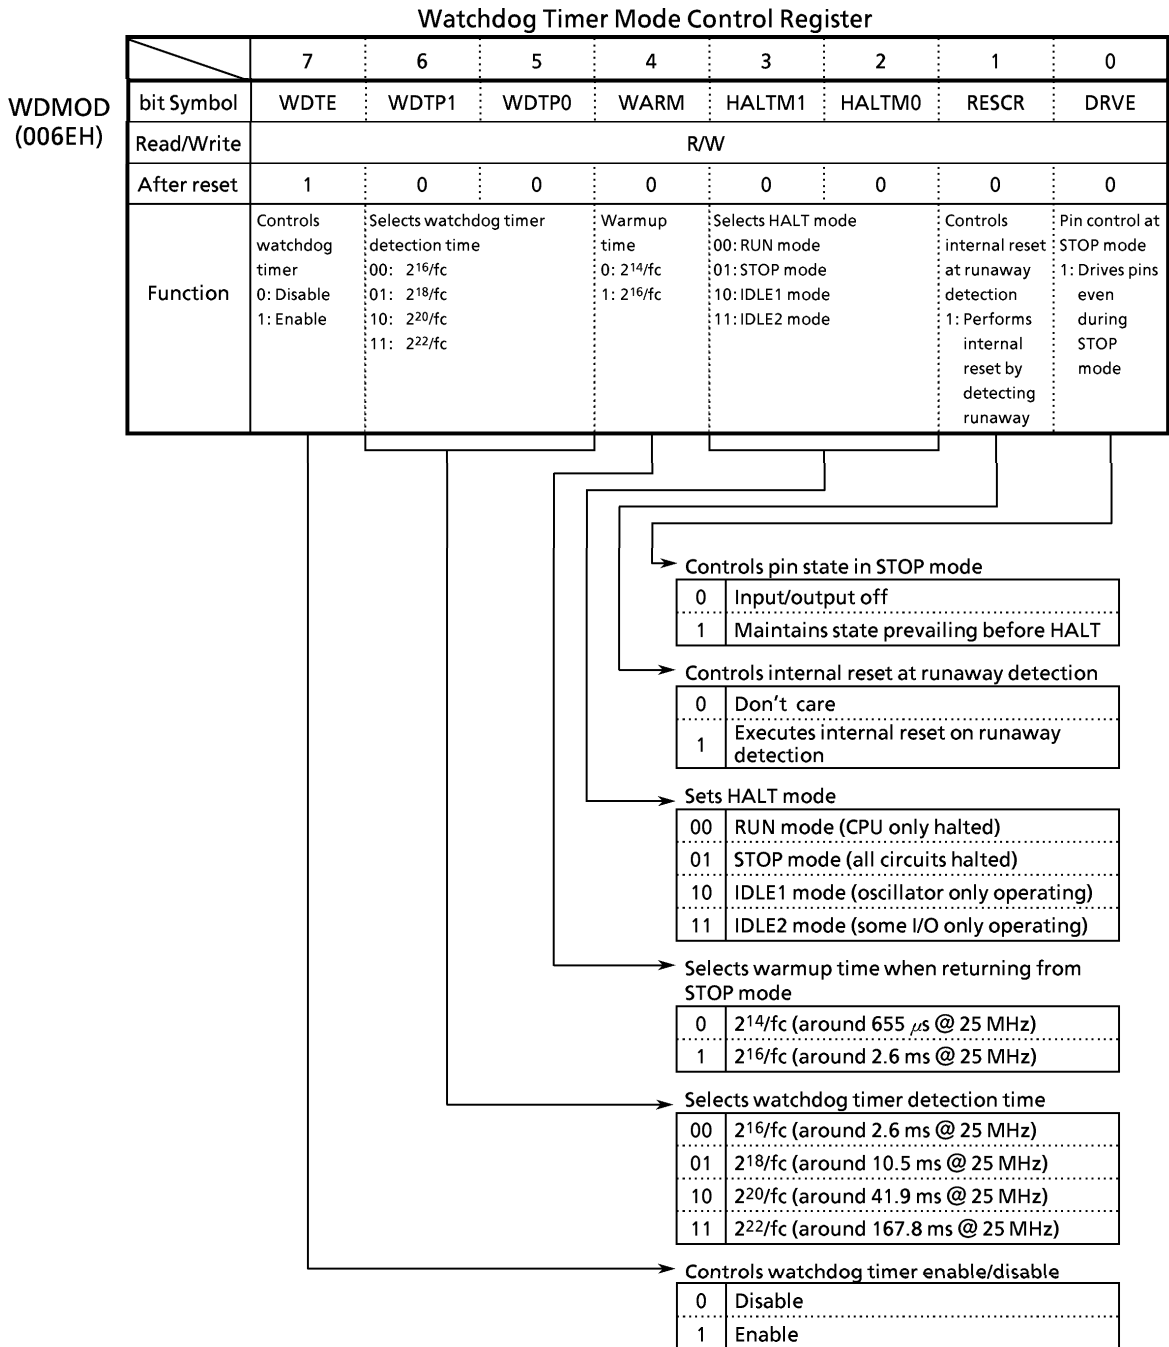 Watchdog Timer Mode Control Register
7 6 5 4 3 2 1 0
WDMOD
(006EH)
bit Symbol WDTE WDTP1 WDTP0 WARM HALTM1 HALTM0 RESCR DRVE
Read/Write R/W
After reset 1 0 0 0 0 0 0 0
Function
Controls
watchdog
timer
0: Disable
1: Enable
Selects watchdog timer
detection time
00: 2¹⁶/fc
01: 2¹⁸/fc
10: 2²⁰/fc
11: 2²²/fc
Warmup
time
0: 2¹⁴/fc
1: 2¹⁶/fc
Selects HALT mode
00: RUN mode
01: STOP mode
10: IDLE1 mode
11: IDLE2 mode
Controls
internal reset
at runaway
detection
1: Performs
internal
reset by
detecting
runaway
Pin control at
STOP mode
1: Drives pins
even
during
STOP
mode
Controls pin state in STOP mode
0 Input/output off
1 Maintains state prevailing before HALT
Controls internal reset at runaway detection
0 Don't care
1 Executes internal reset on runaway
detection
Sets HALT mode
00 RUN mode (CPU only halted)
01 STOP mode (all circuits halted)
10 IDLE1 mode (oscillator only operating)
11 IDLE2 mode (some I/O only operating)
Selects warmup time when returning from
STOP mode
0 2¹⁴/fc (around 655 μs @ 25 MHz)
1 2¹⁶/fc (around 2.6 ms @ 25 MHz)
Selects watchdog timer detection time
00 2¹⁶/fc (around 2.6 ms @ 25 MHz)
01 2¹⁸/fc (around 10.5 ms @ 25 MHz)
10 2²⁰/fc (around 41.9 ms @ 25 MHz)
11 2²²/fc (around 167.8 ms @ 25 MHz)
Controls watchdog timer enable/disable
0 Disable
1 Enable